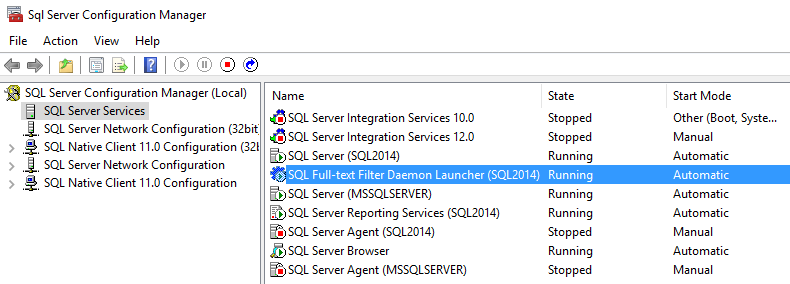 Sql Server Configuration Manager
File Action View Help
SQL Server Configuration Manager (Local)
SQL Server Services
SQL Server Network Configuration (32bit
SQL Native Client 11.0 Configuration (32l
SQL Server Network Configuration
SQL Native Client 11.0 Configuration
Name State Start Mode
SQL Server Integration Services 10.0 Stopped Other (Boot, Syste...
SQL Server Integration Services 12.0 Stopped Manual
SQL Server (SQL2014) Running Automatic
SQL Full-text Filter Daemon Launcher (SQL2014) Running Automatic
SQL Server (MSSQLSERVER) Running Automatic
SQL Server Reporting Services (SQL2014) Running Automatic
SQL Server Agent (SQL2014) Stopped Manual
SQL Server Browser Running Automatic
SQL Server Agent (MSSQLSERVER) Stopped Manual